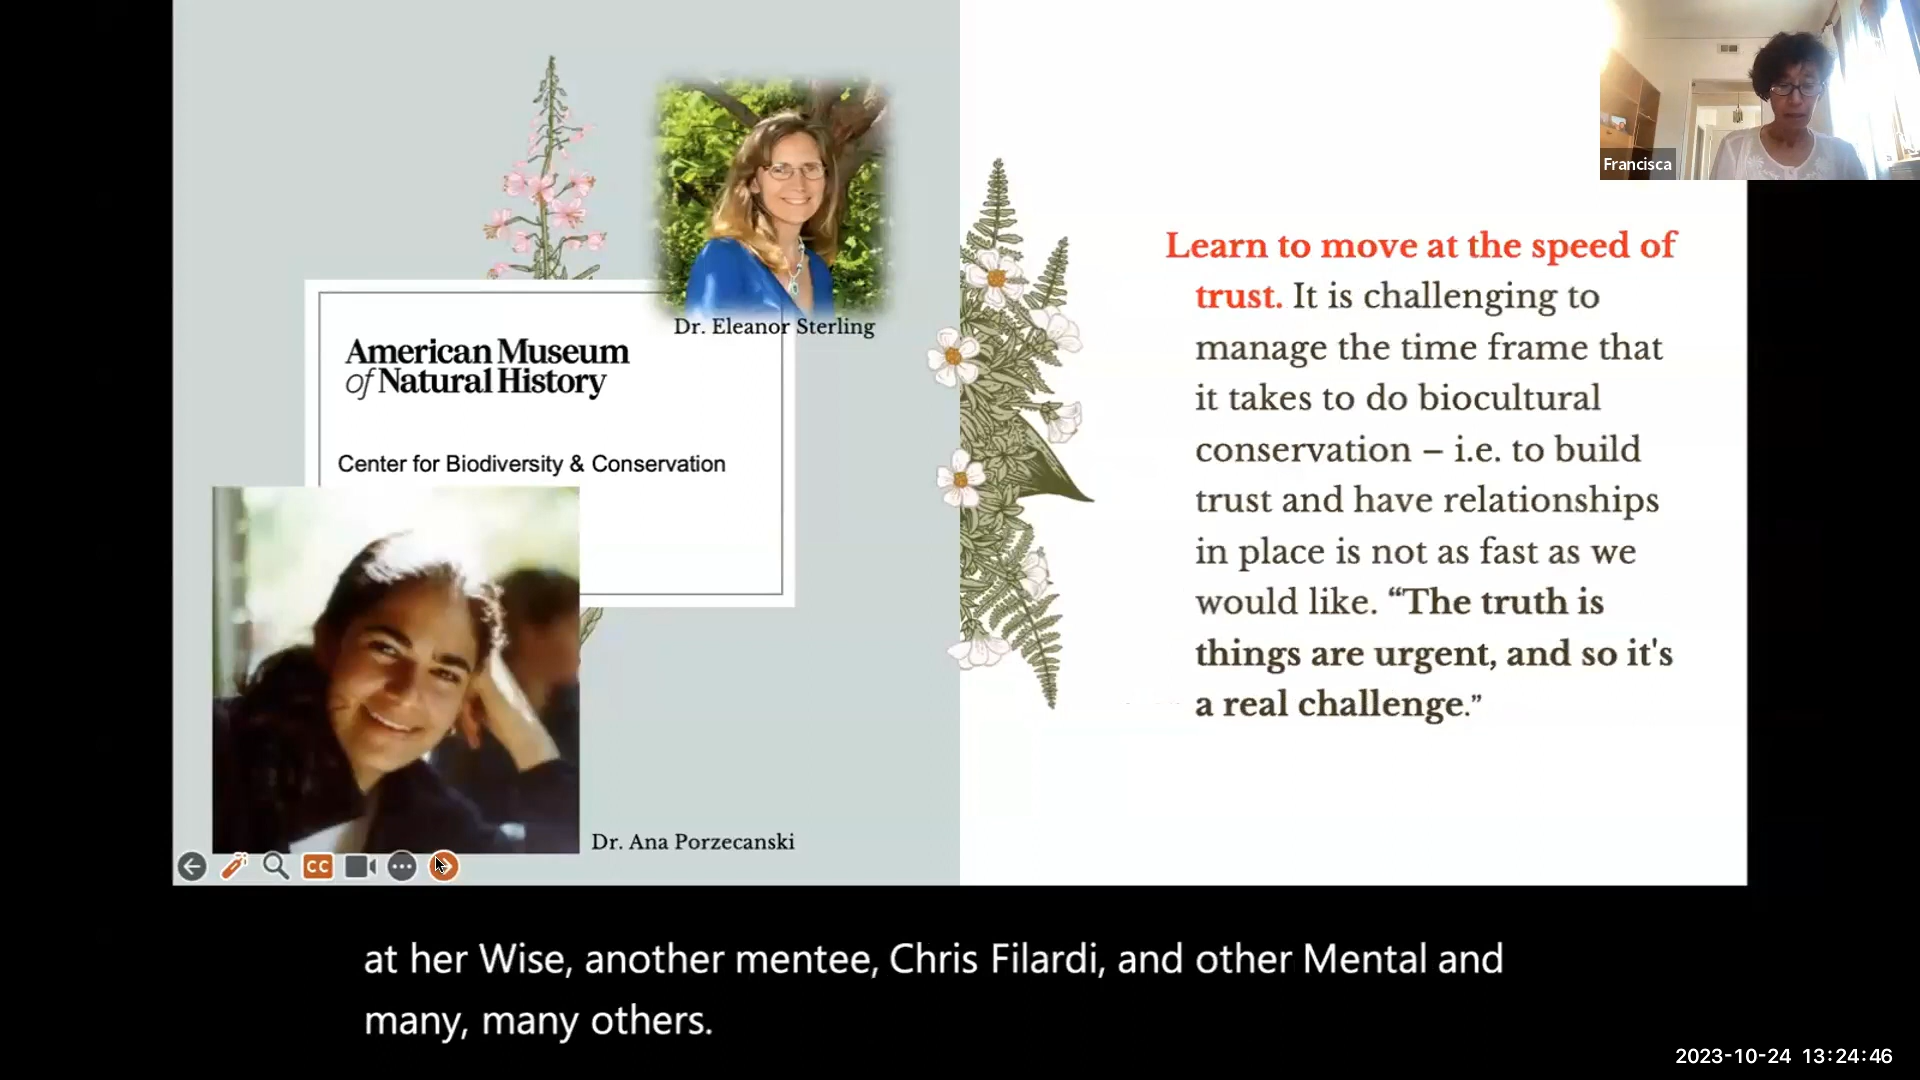 Francisca
Dr. Eleanor Sterling
American Museum
of Natural History
Center for Biodiversity & Conservation
Dr. Ana Porzecanski
Learn to move at the speed of
trust. It is challenging to
manage the time frame that
it takes to do biocultural
conservation – i.e. to build
trust and have relationships
in place is not as fast as we
would like. “The truth is
things are urgent, and so it's
a real challenge.”
CC
at her Wise, another mentee, Chris Filardi, and other Mental and
many, many others.
2023-10-24 13:24:46